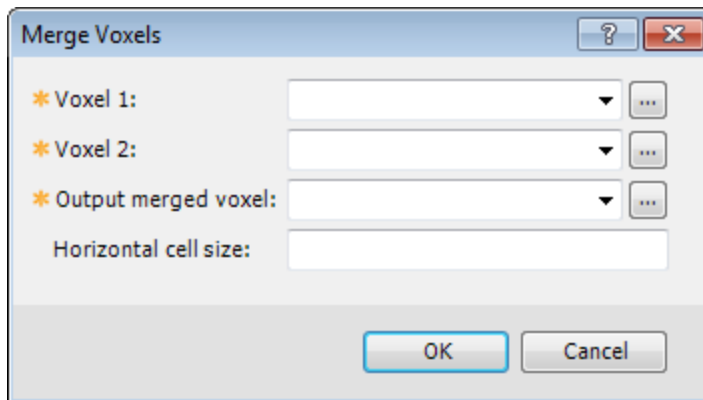 Merge Voxels
? x
* Voxel 1: ...
* Voxel 2: ...
* Output merged voxel: ...
Horizontal cell size:
OK Cancel